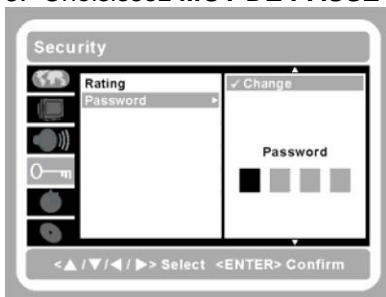 Security
Rating
Password
✓ Change
Password
<▲/▼/◀/▶> Select <ENTER> Confirm